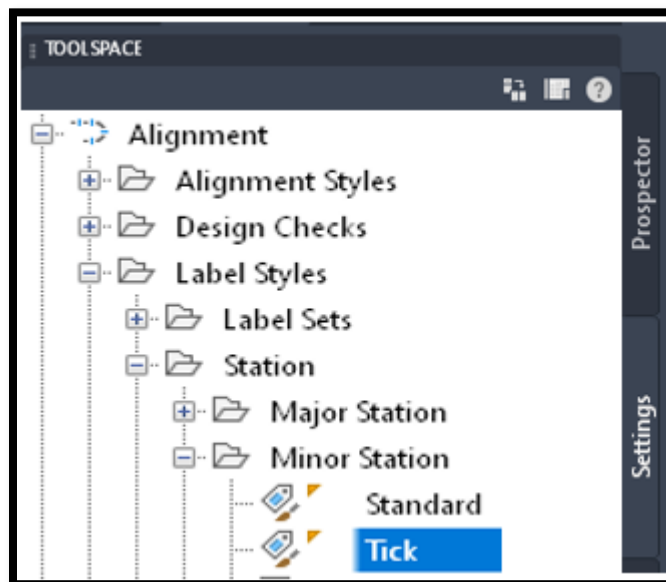 TOOLSPACE
Alignment
Alignment Styles
Design Checks
Label Styles
Label Sets
Station
Major Station
Minor Station
Standard
Tick
Prospector
Settings